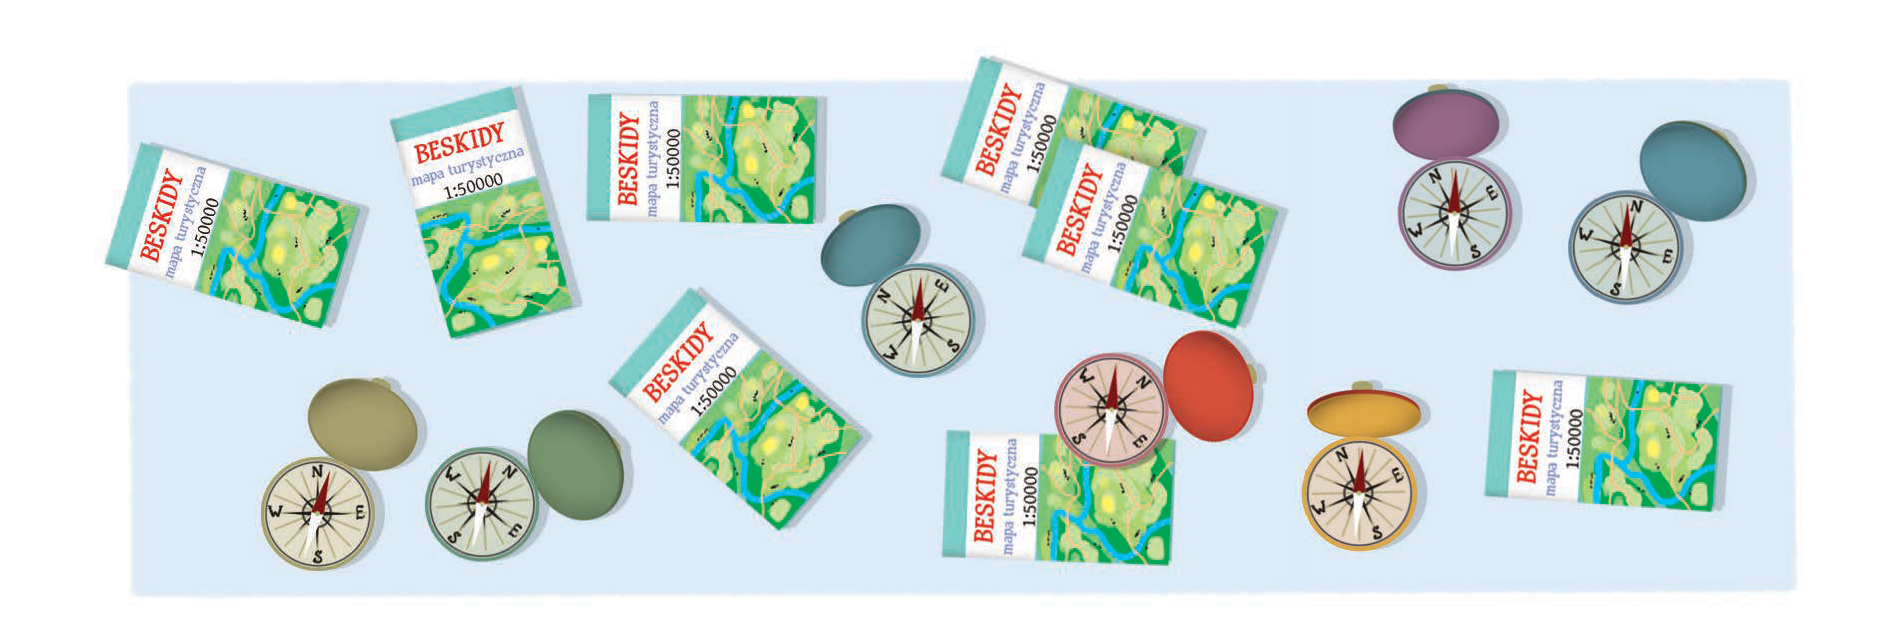 BESKIDY
mapa turystyczna
1:50000
BESKIDY
mapa turystyczna
1:50000
BESKIDY
mapa turystyczna
1:50000
BESKIDY
mapa turystyczna
1:50000
BESKIDY
mapa turystyczna
1:50000
BESKIDY
mapa turystyczna
1:50000
BESKIDY
mapa turystyczna
1:50000
BESKIDY
mapa turystyczna
1:50000
N
E
S
W
N
E
S
W
N
E
S
W
N
E
S
W
N
E
S
W
N
E
S
W
N
E
S
W